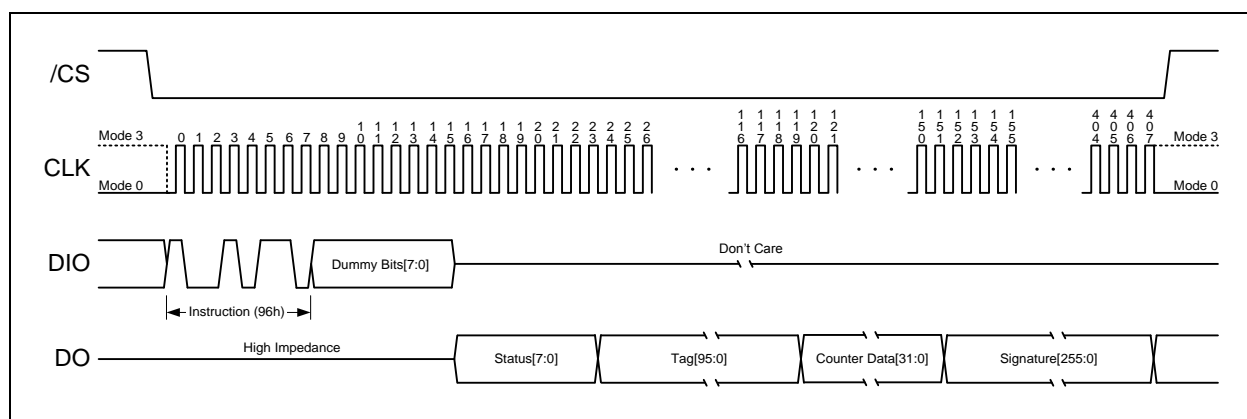 /CS
Mode 3
0 1 2 3 4 5 6 7 8 9 10 11 12 13 14 15 16 17 18 19 20 21 22 23 24 25 26 116 117 118 119 120 121 150 151 152 153 154 155 404 405 406 407
Mode 3
CLK
Mode 0
. . .
. . .
. . .
Mode 0
DIO
Dummy Bits[7:0]
Don't Care
Instruction (96h)
DO
High Impedance
Status[7:0]
Tag[95:0]
Counter Data[31:0]
Signature[255:0]